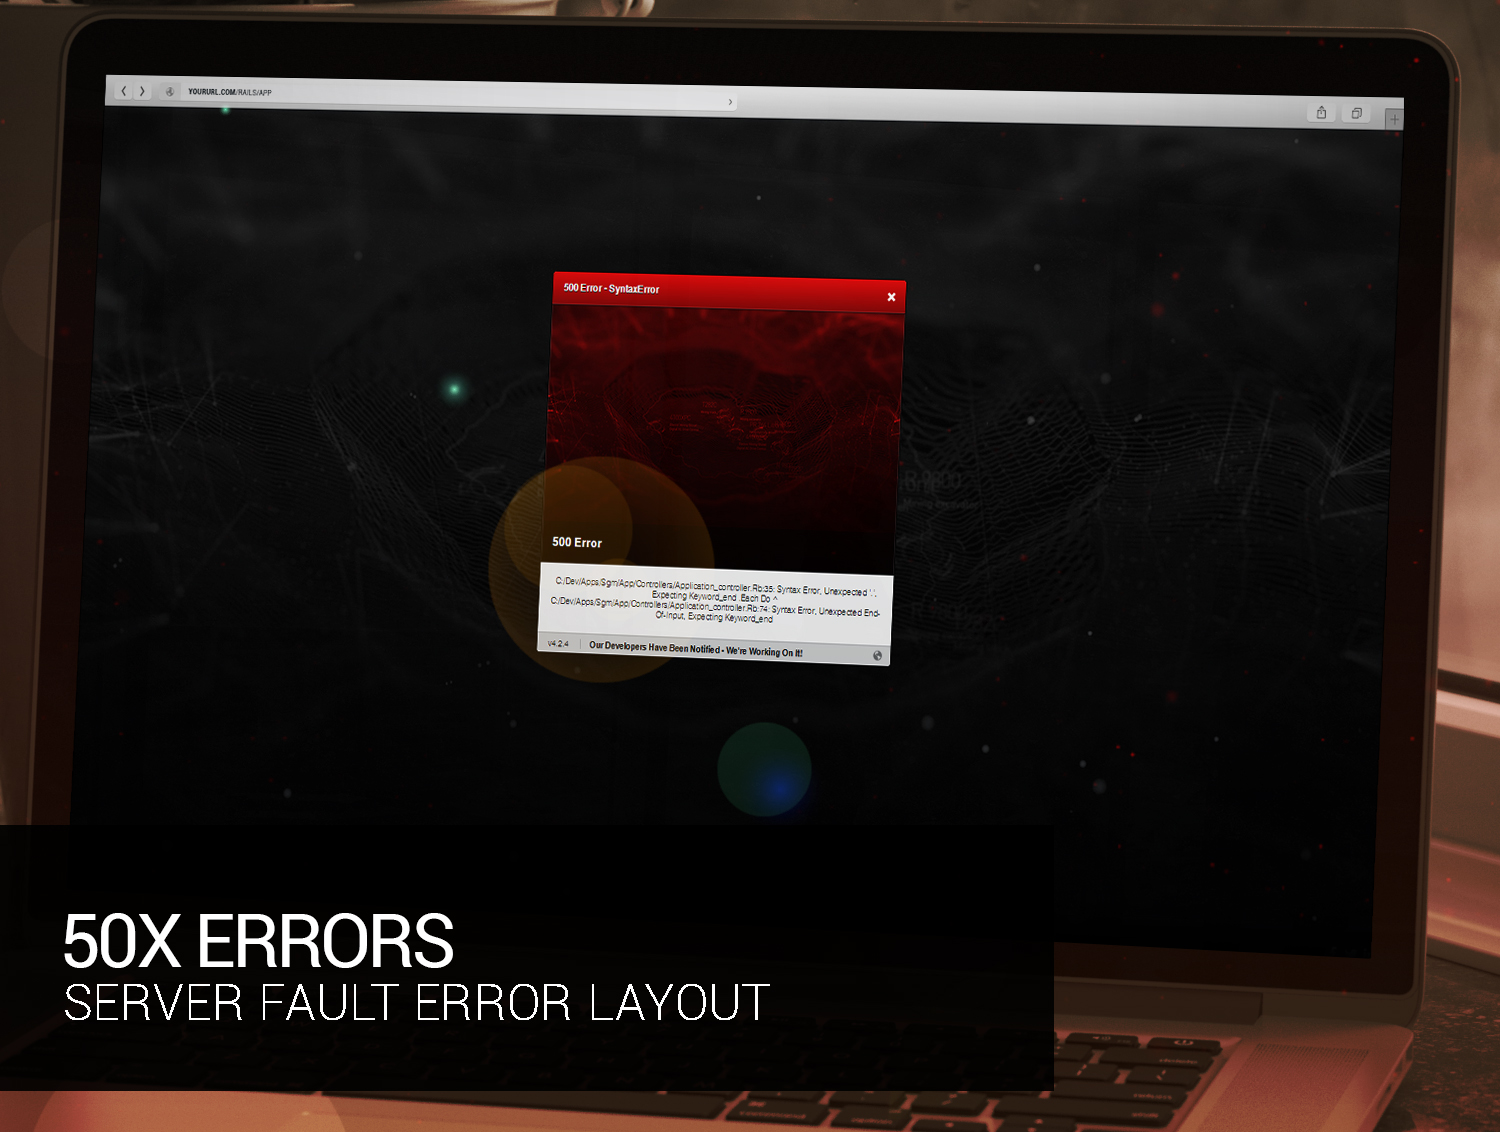 YOURURL.COM/RAILS/APP
500 Error - SyntaxError
500 Error
C:/Dev/Apps/Sgm/App/Controllers/Application_controller.Rb:35: Syntax Error, Unexpected '.',
Expecting Keyword_end .Each Do ^
C:/Dev/Apps/Sgm/App/Controllers/Application_controller.Rb:74: Syntax Error, Unexpected End-
Of-Input, Expecting Keyword_end
v4.2.4 Our Developers Have Been Notified - We're Working On It!
50X ERRORS
SERVER FAULT ERROR LAYOUT